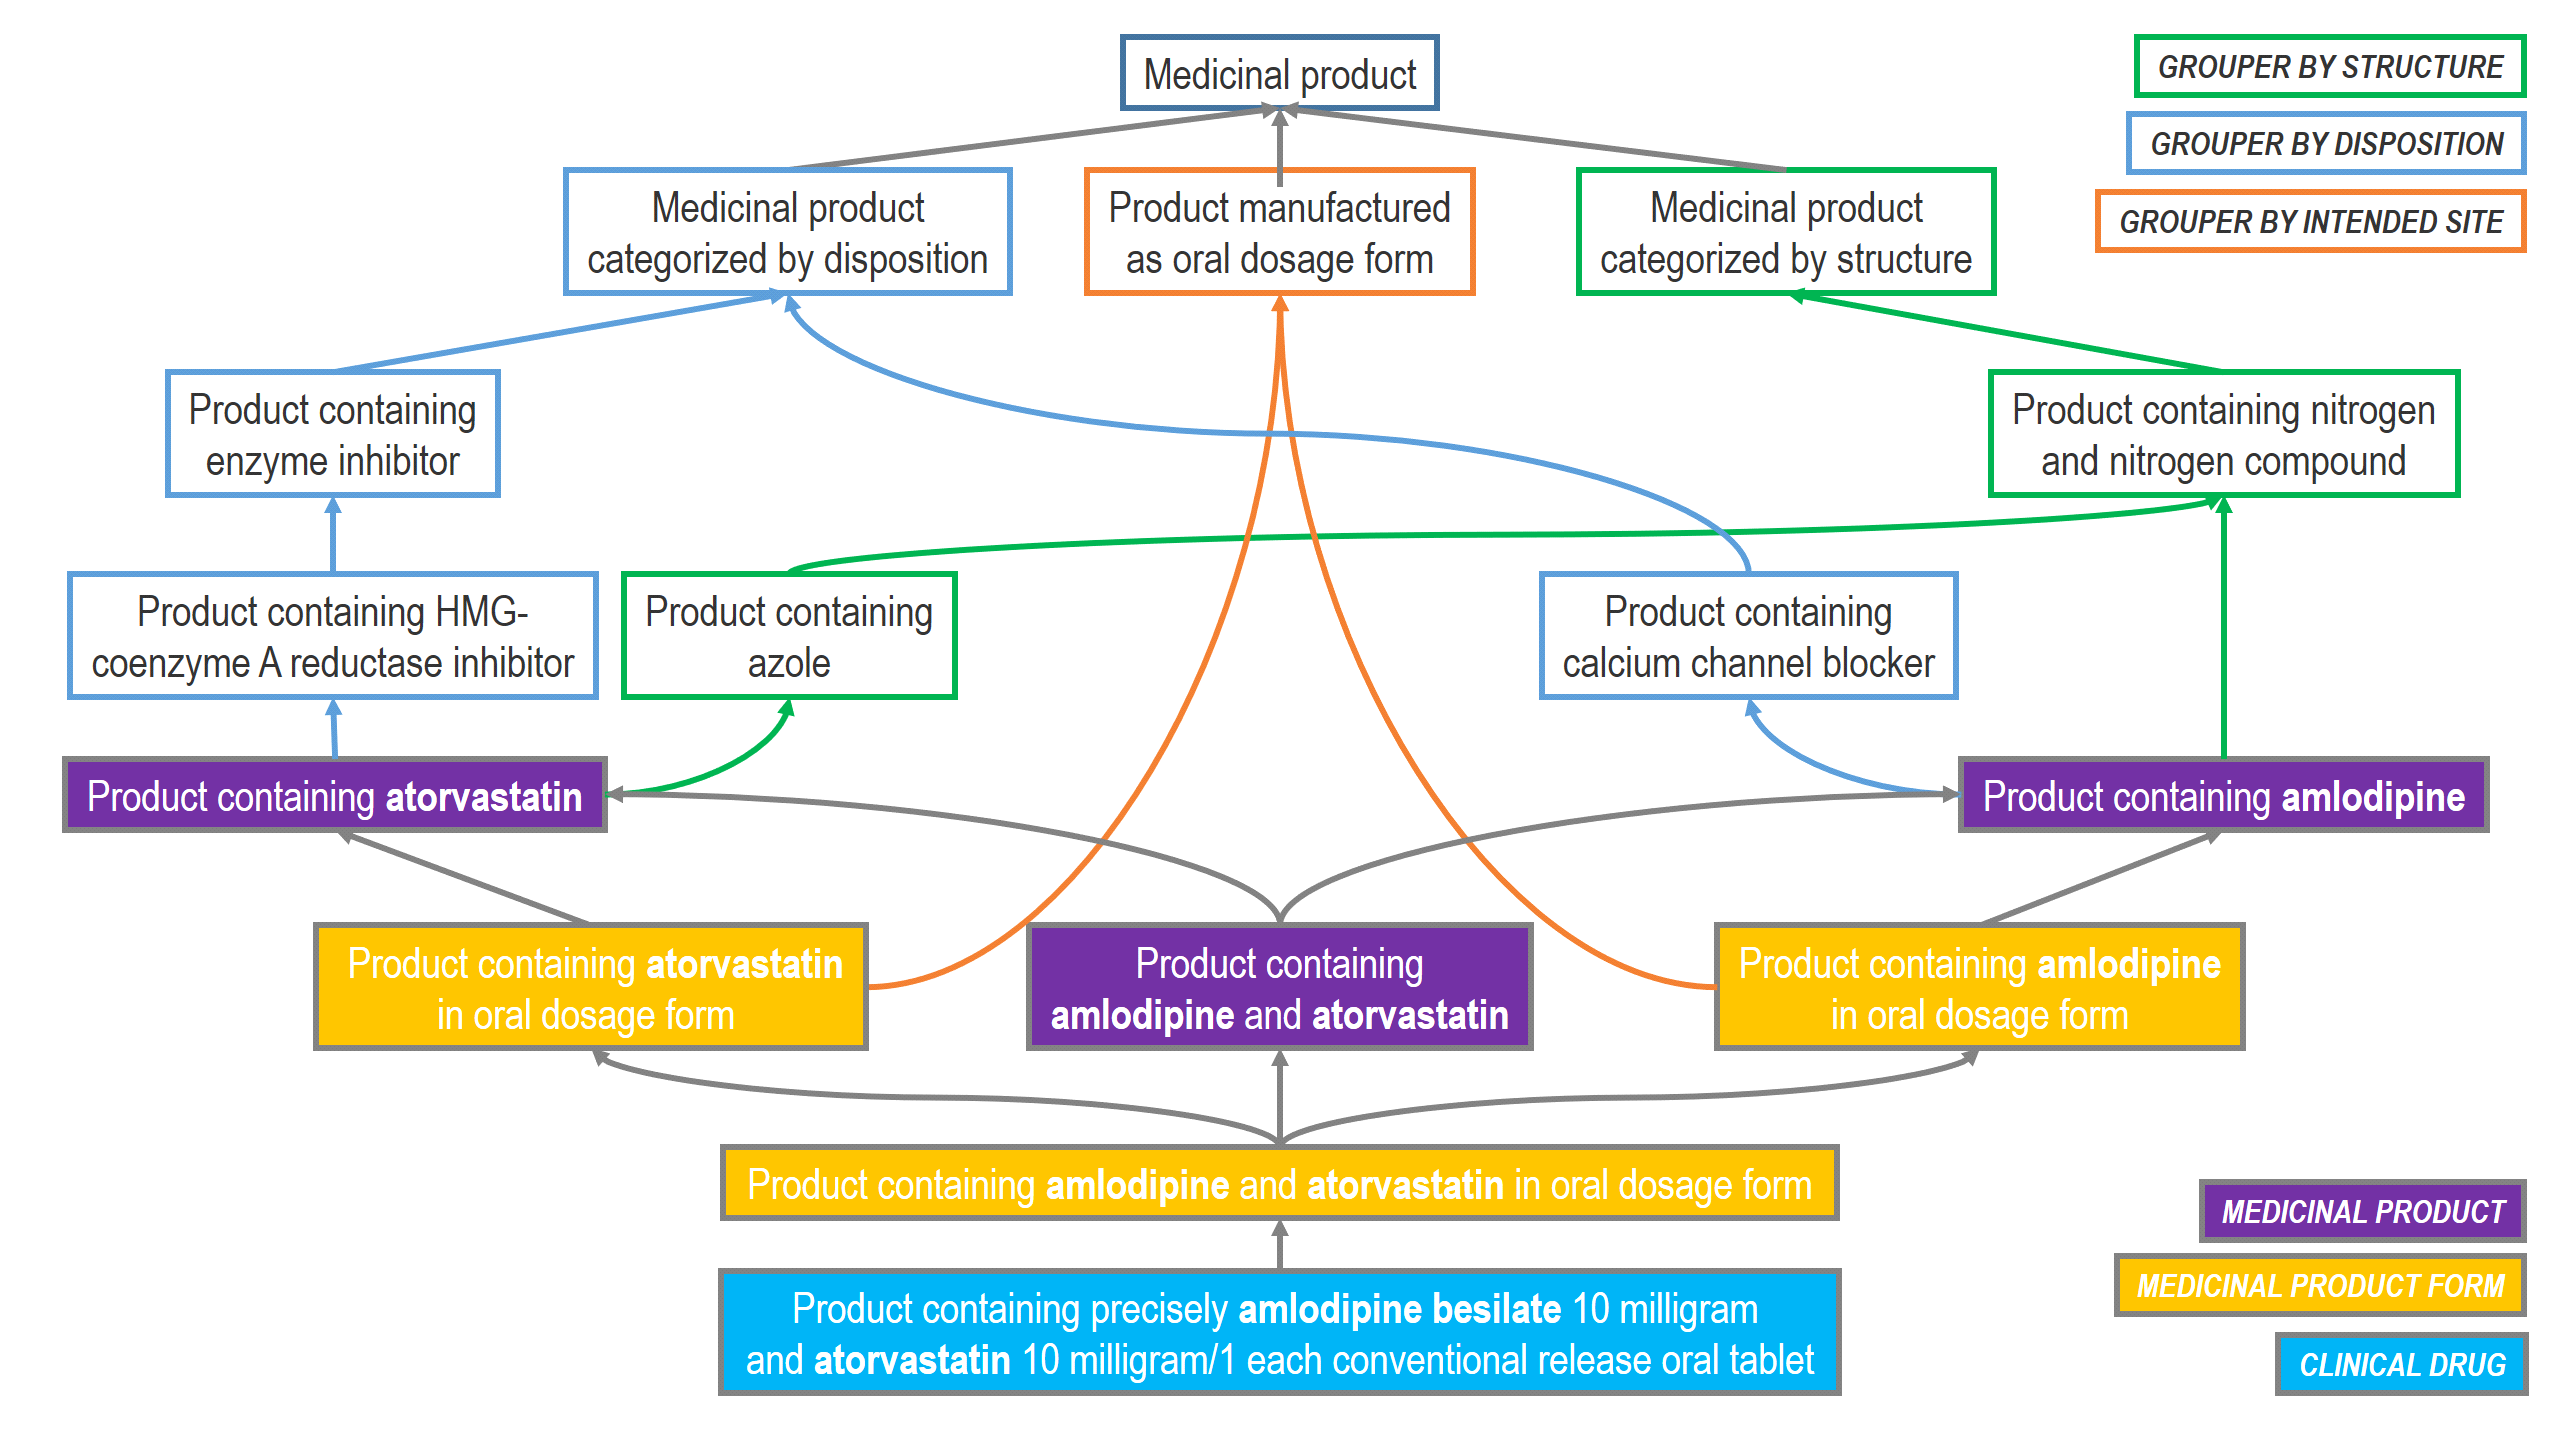 Medicinal product
GROUPER BY STRUCTURE
GROUPER BY DISPOSITION
GROUPER BY INTENDED SITE
Medicinal product
categorized by disposition
Product manufactured
as oral dosage form
Medicinal product
categorized by structure
Product containing
enzyme inhibitor
Product containing nitrogen
and nitrogen compound
Product containing HMG-
coenzyme A reductase inhibitor
Product containing
azole
Product containing
calcium channel blocker
Product containing atorvastatin
Product containing amlodipine
Product containing atorvastatin
in oral dosage form
Product containing
amlodipine and atorvastatin
Product containing amlodipine
in oral dosage form
Product containing amlodipine and atorvastatin in oral dosage form
Product containing precisely amlodipine besilate 10 milligram
and atorvastatin 10 milligram/1 each conventional release oral tablet
MEDICINAL PRODUCT
MEDICINAL PRODUCT FORM
CLINICAL DRUG